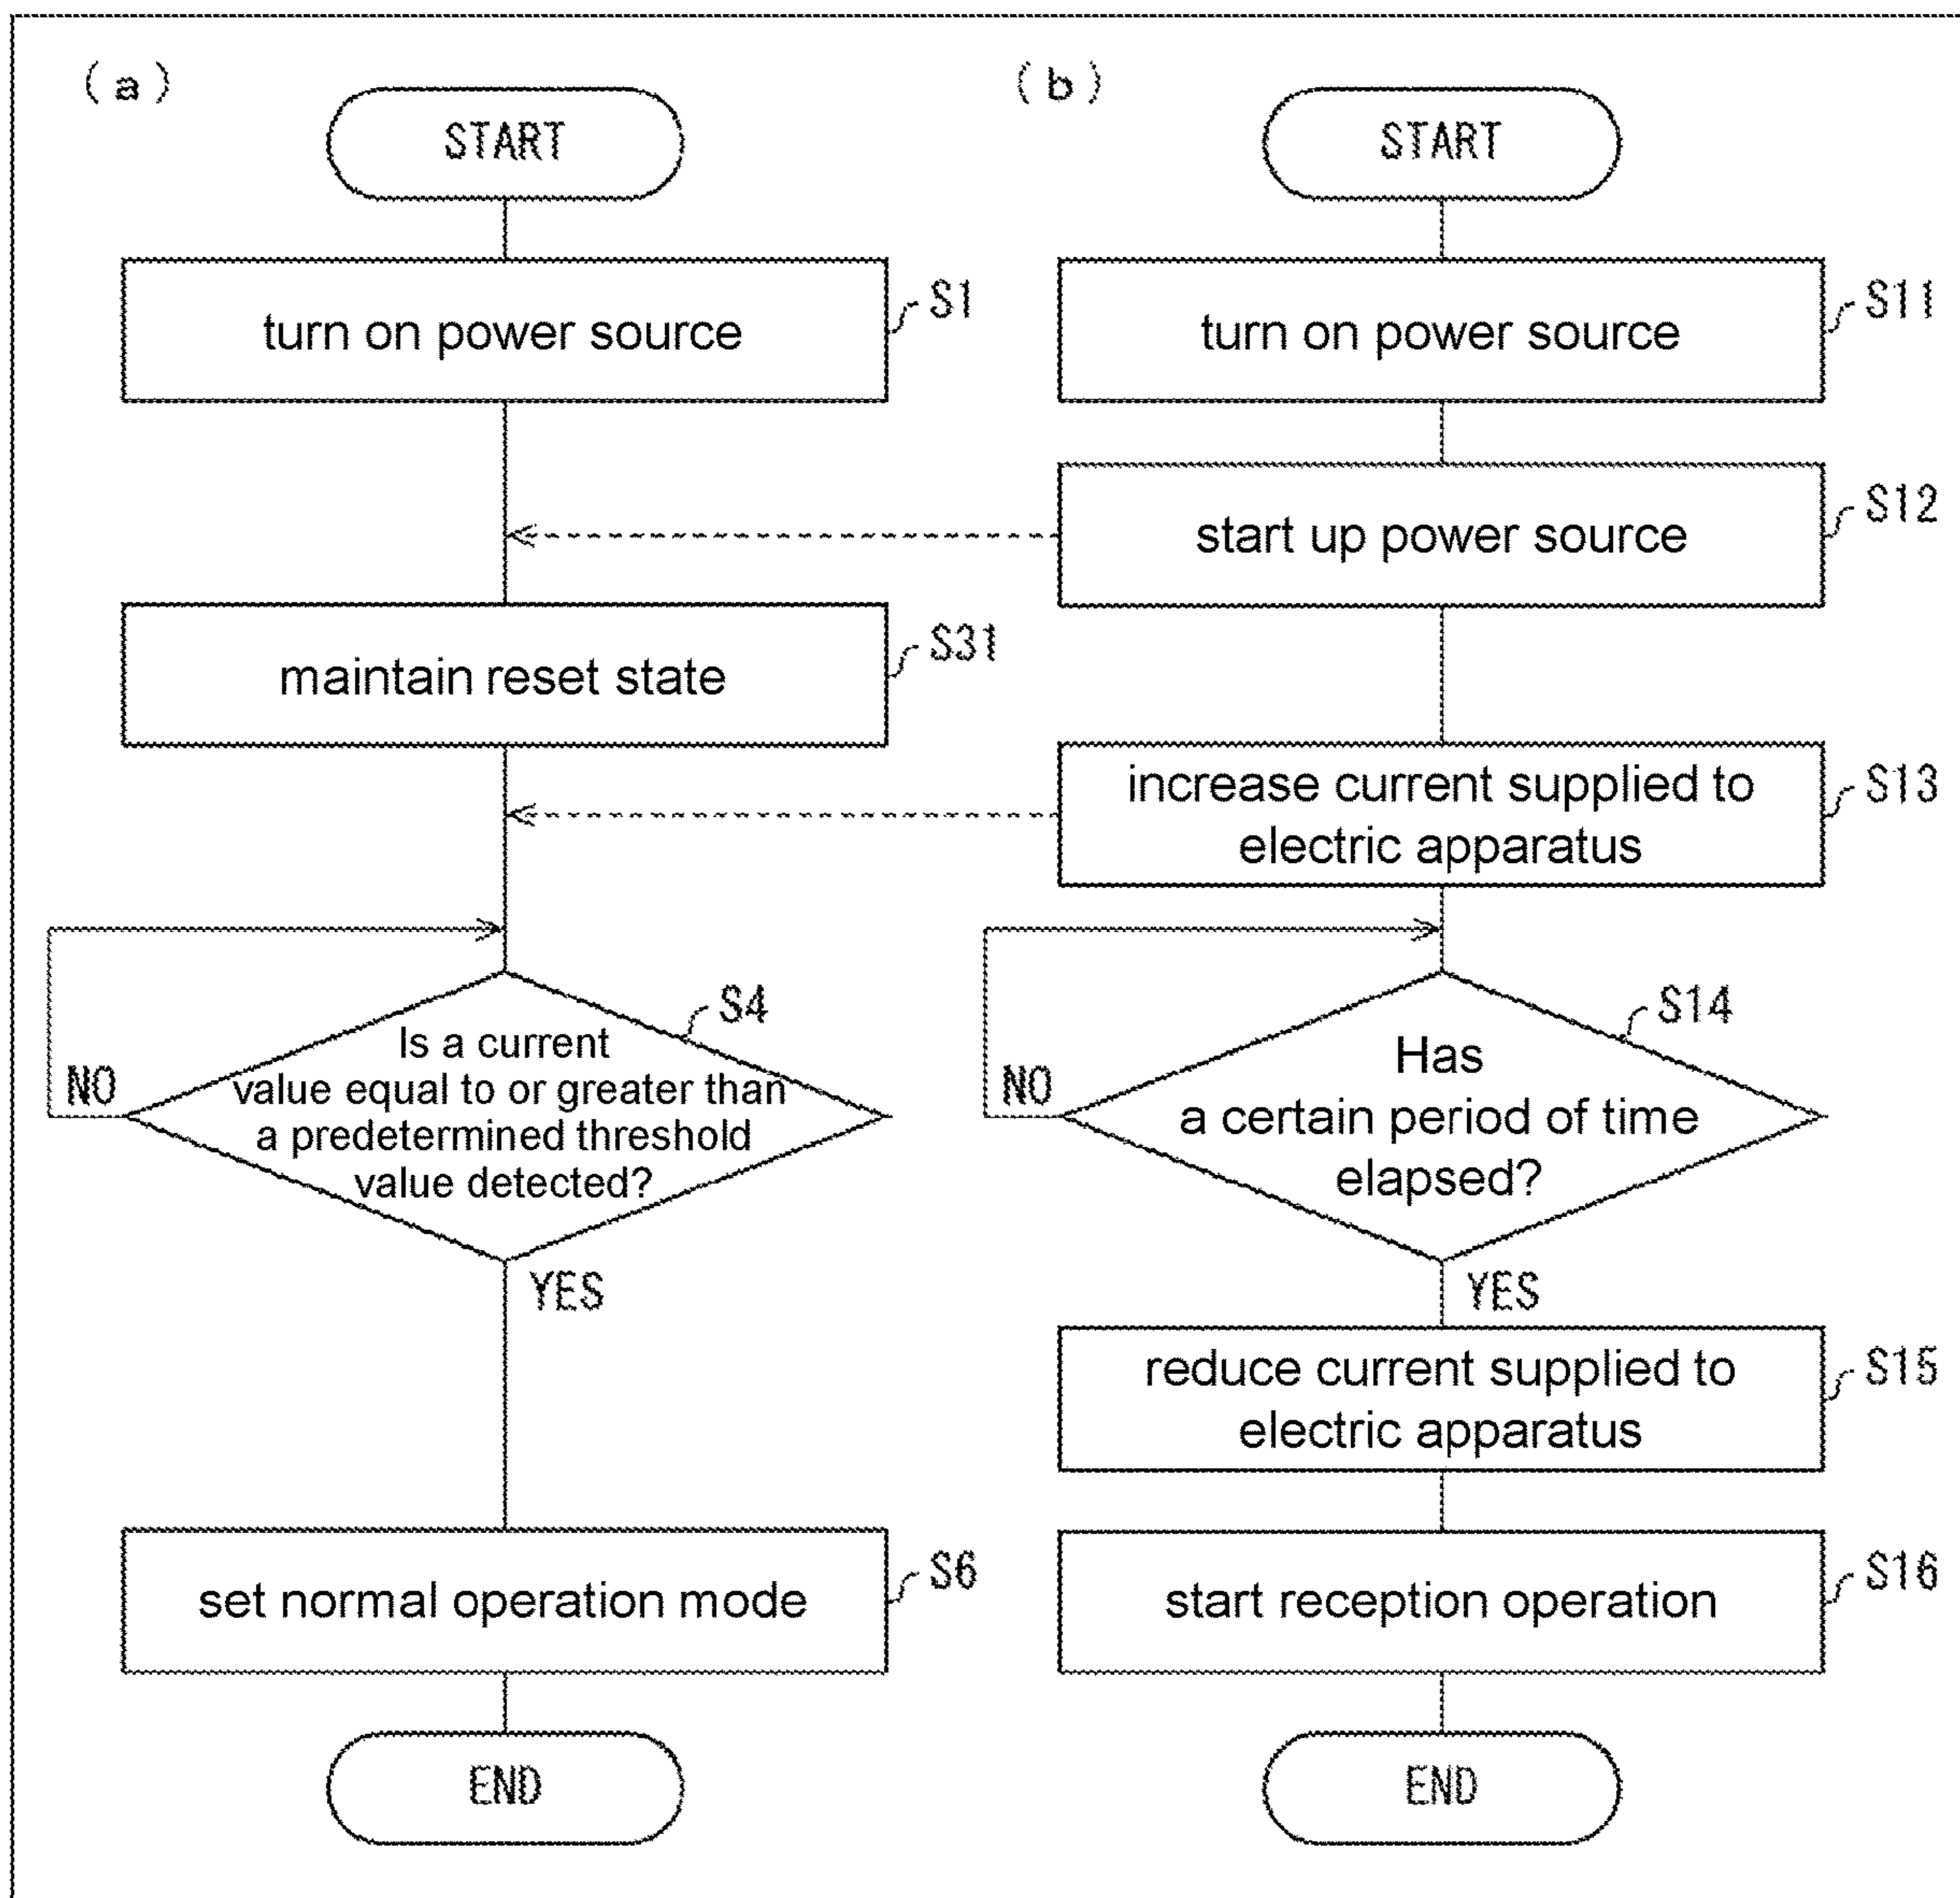 (a)
START
turn on power source
S1
maintain reset state
S31
Is a current
value equal to or greater than
a predetermined threshold
value detected?
S4
NO
YES
set normal operation mode
S6
END
(b)
START
turn on power source
S11
start up power source
S12
increase current supplied to
electric apparatus
S13
Has
a certain period of time
elapsed?
S14
NO
YES
reduce current supplied to
electric apparatus
S15
start reception operation
S16
END